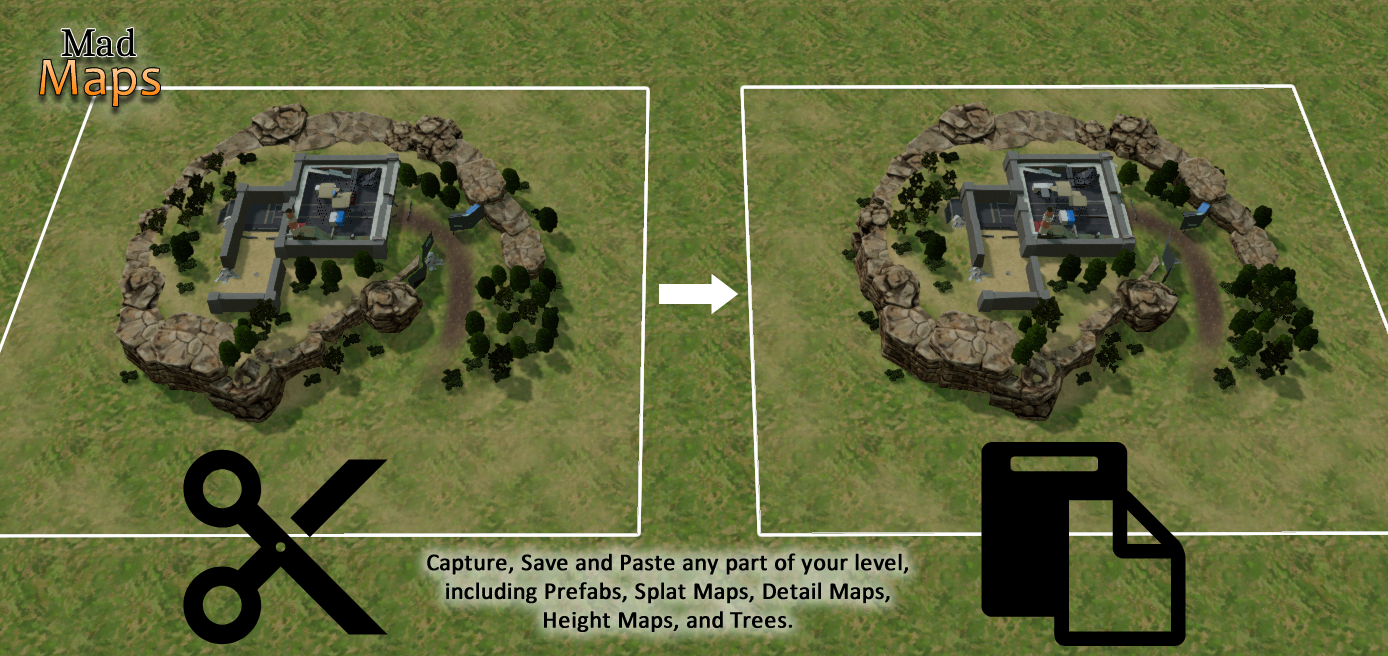 Mad
Maps
Capture, Save and Paste any part of your level,
including Prefabs, Splat Maps, Detail Maps,
Height Maps, and Trees.